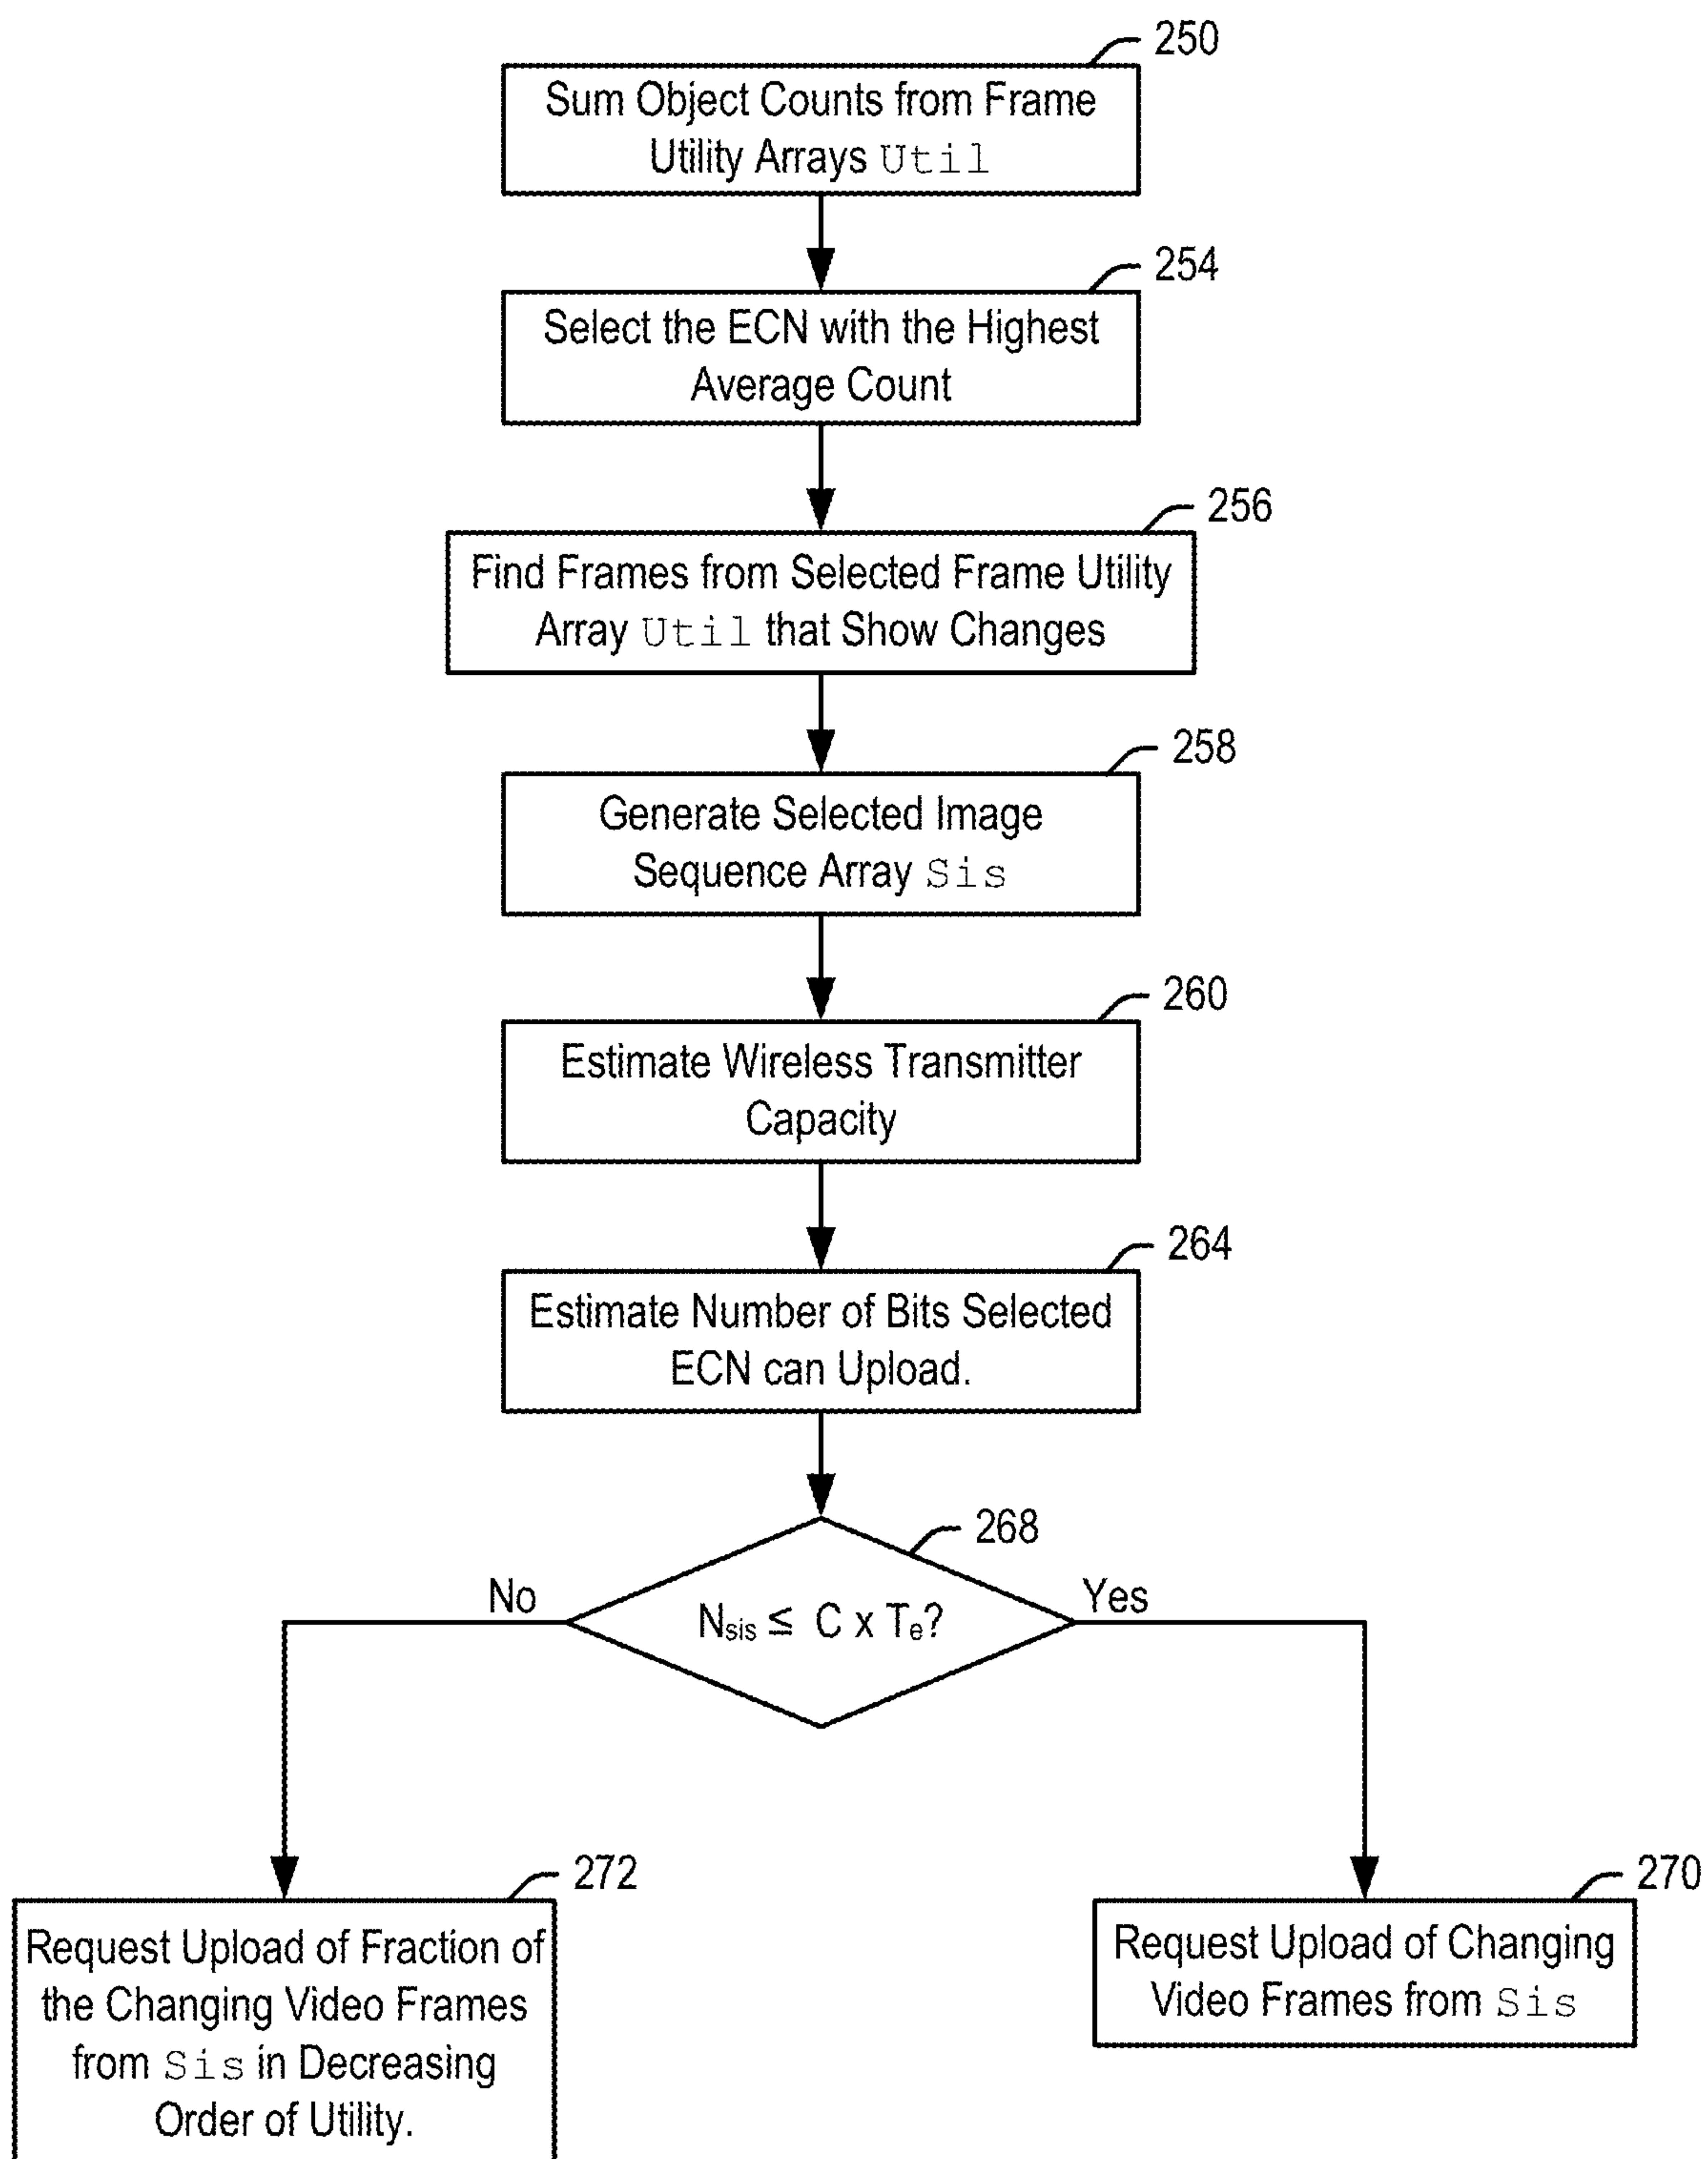 250
Sum Object Counts from Frame
Utility Arrays Util
254
Select the ECN with the Highest
Average Count
256
Find Frames from Selected Frame Utility
Array Util that Show Changes
258
Generate Selected Image
Sequence Array Sis
260
Estimate Wireless Transmitter
Capacity
264
Estimate Number of Bits Selected
ECN can Upload.
268
No
Nsis ≤ C x Te?
Yes
272
Request Upload of Fraction of
the Changing Video Frames
from Sis in Decreasing
Order of Utility.
270
Request Upload of Changing
Video Frames from Sis